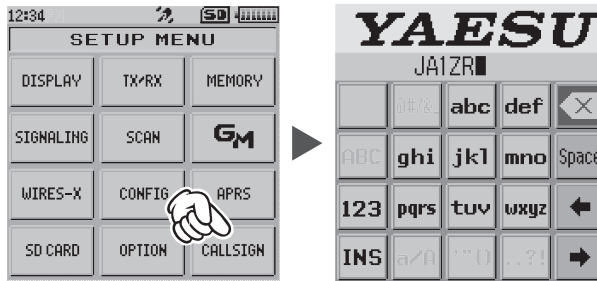 12:34 SD
SETUP MENU
DISPLAY TX/RX MEMORY
SIGNALING SCAN GM
WIRES-X CONFIG APRS
SD CARD OPTION CALLSIGN
YAESU
JA1ZR
@#/&. abc def
ABC ghi jkl mno Space
123 pqrs tuv wxyz
INS a/A '"() ..?!